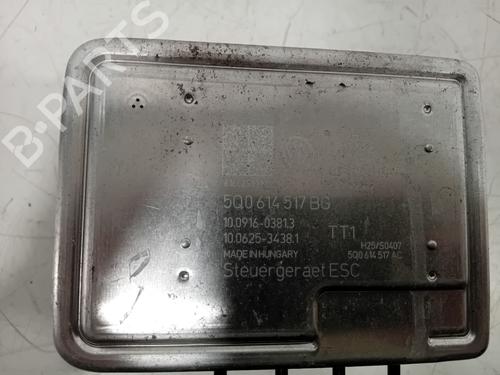 B-PARTS
5Q0 614 517 BG
10.0916-0381.3
10.0625-3438.1
TT1
MADE IN HUNGARY
H25/S0407
5Q0 614 517 AC
Steuergeraet ESC